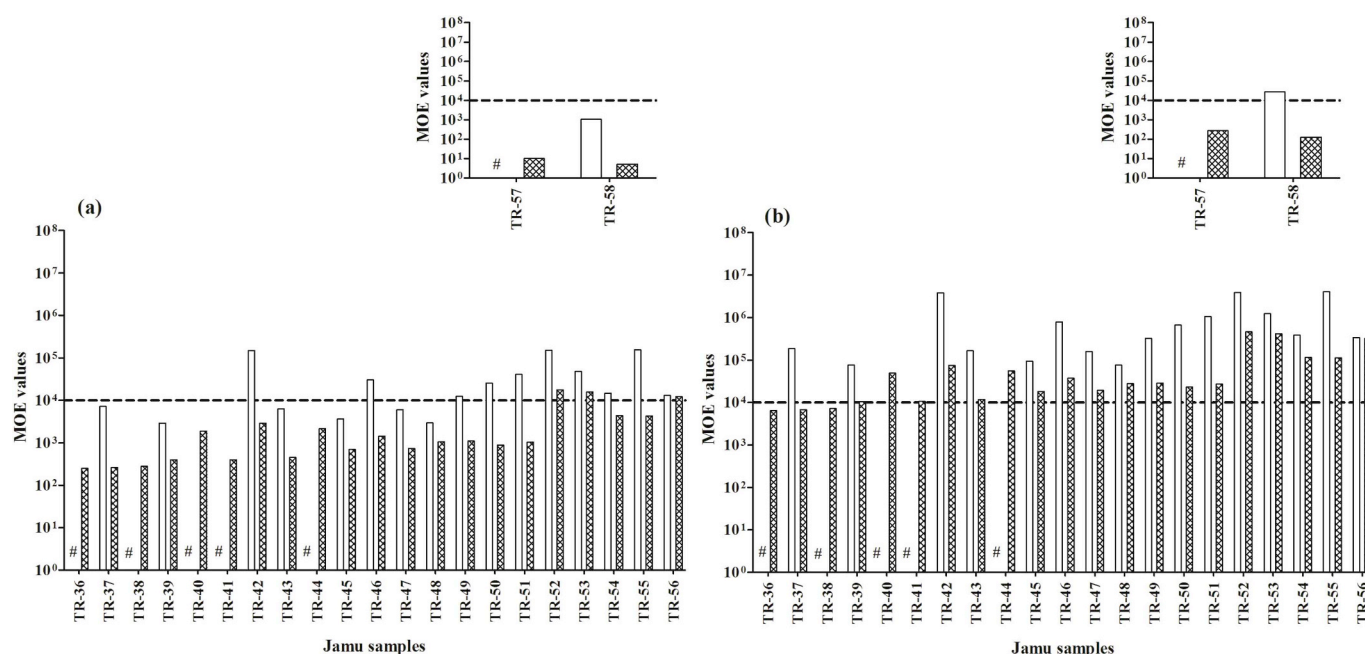 MOE values
10⁸
10⁷
10⁶
10⁵
10⁴
10³
10²
10¹
10⁰
#
TR-57
TR-58
MOE values
10⁸
10⁷
10⁶
10⁵
10⁴
10³
10²
10¹
10⁰
#
TR-57
TR-58
(a)
MOE values
10⁸
10⁷
10⁶
10⁵
10⁴
10³
10²
10¹
10⁰
# # # # #
TR-36 TR-37 TR-38 TR-39 TR-40 TR-41 TR-42 TR-43 TR-44 TR-45 TR-46 TR-47 TR-48 TR-49 TR-50 TR-51 TR-52 TR-53 TR-54 TR-55 TR-56
Jamu samples
(b)
MOE values
10⁸
10⁷
10⁶
10⁵
10⁴
10³
10²
10¹
10⁰
# # # # #
TR-36 TR-37 TR-38 TR-39 TR-40 TR-41 TR-42 TR-43 TR-44 TR-45 TR-46 TR-47 TR-48 TR-49 TR-50 TR-51 TR-52 TR-53 TR-54 TR-55 TR-56
Jamu samples